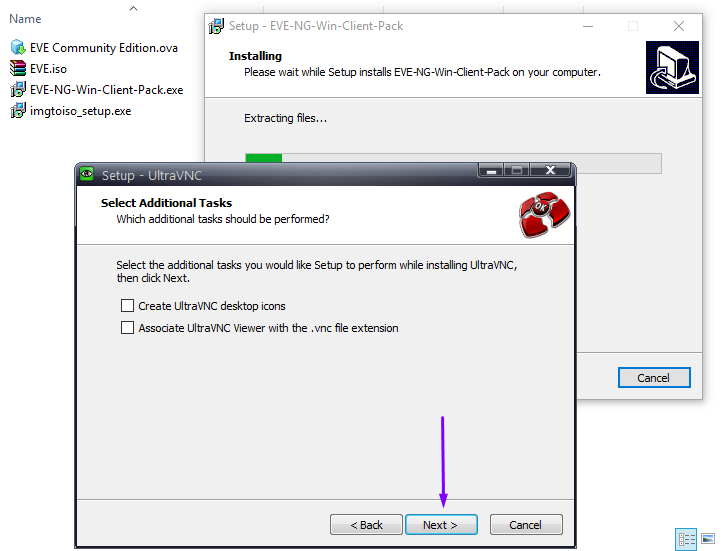 Name
EVE Community Edition.ova
EVE.iso
EVE-NG-Win-Client-Pack.exe
imgtoiso_setup.exe
Setup - EVE-NG-Win-Client-Pack
Installing
Please wait while Setup installs EVE-NG-Win-Client-Pack on your computer.
Extracting files...
Cancel
Setup - UltraVNC
Select Additional Tasks
Which additional tasks should be performed?
OK
Select the additional tasks you would like Setup to perform while installing UltraVNC,
then click Next.
Create UltraVNC desktop icons
Associate UltraVNC Viewer with the .vnc file extension
< Back
Next >
Cancel